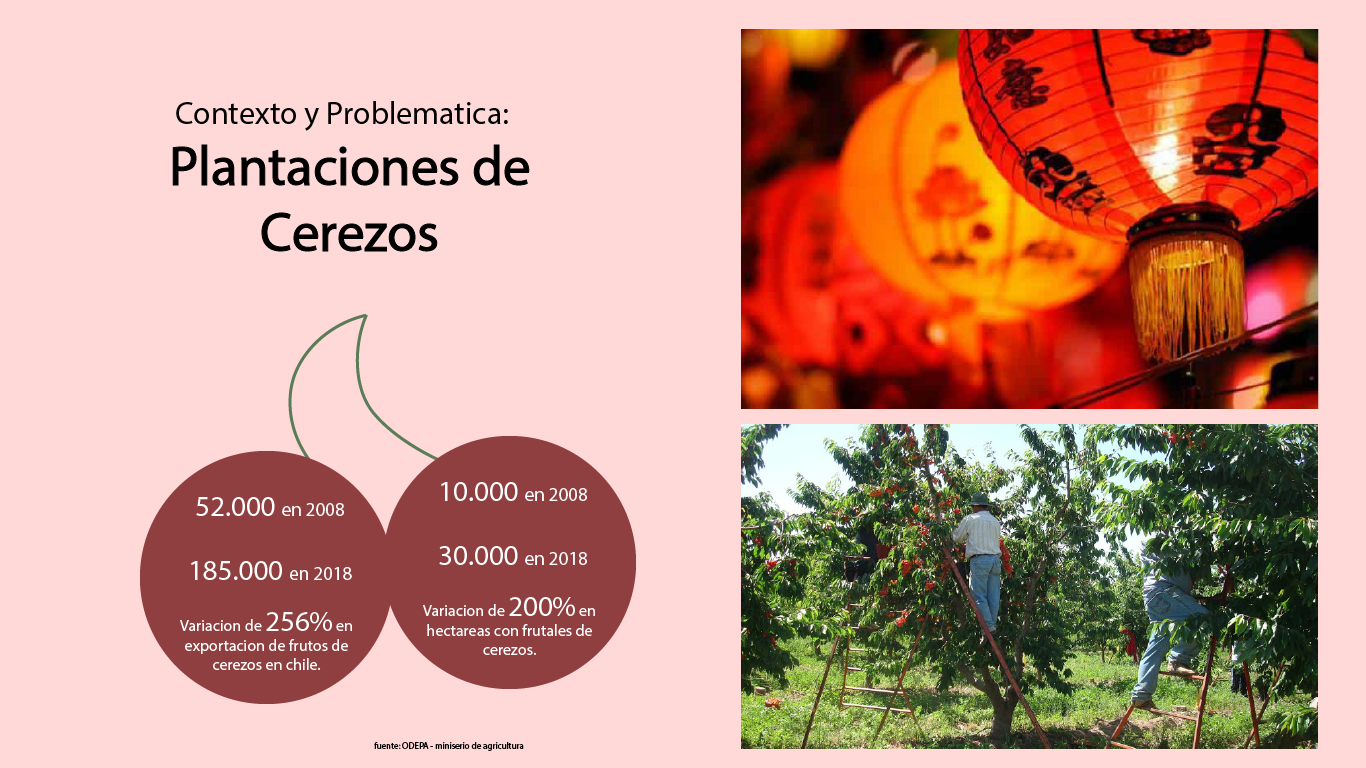 Contexto y Problematica:
Plantaciones de
Cerezos
52.000 en 2008
185.000 en 2018
Variacion de 256% en
exportacion de frutos de
cerezos en chile.
10.000 en 2008
30.000 en 2018
Variacion de 200% en
hectareas con frutales de
cerezos.
fuente: ODEPA - miniserio de agricultura